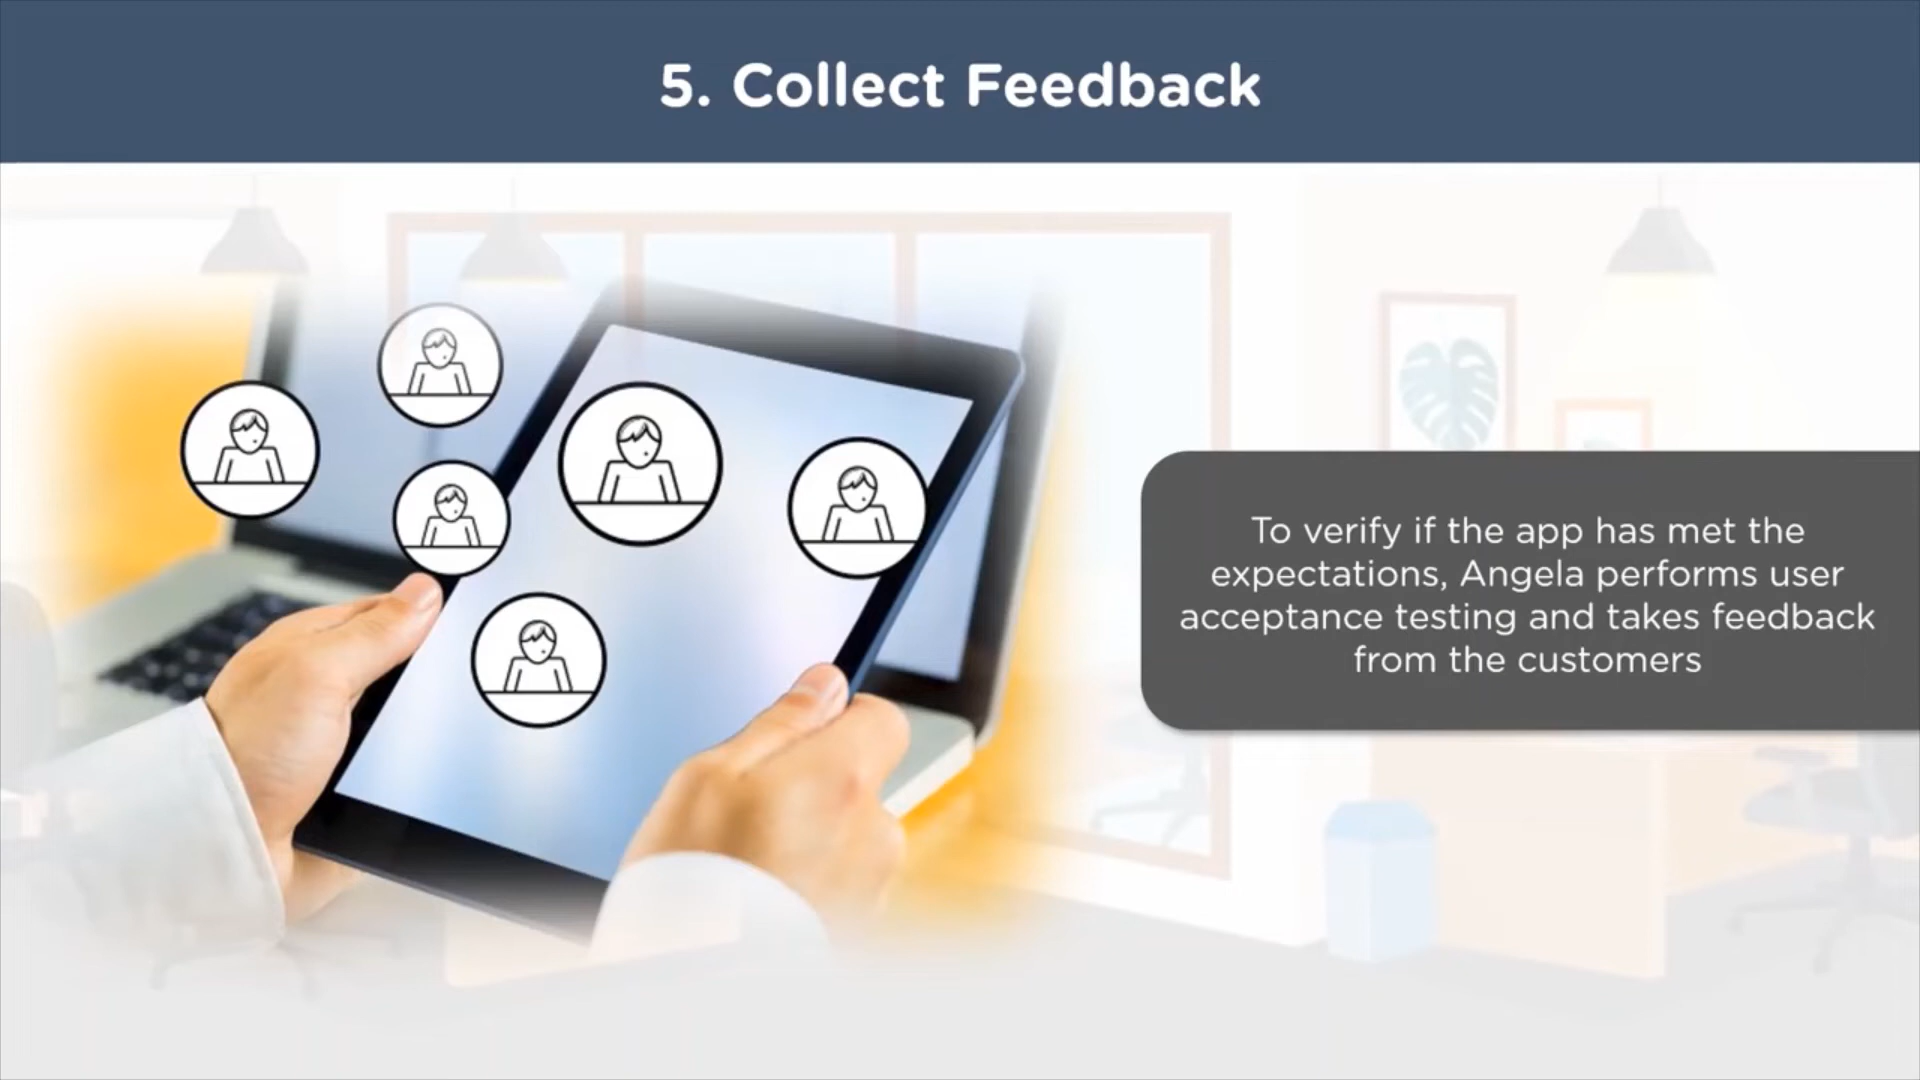 5. Collect Feedback
To verify if the app has met the
expectations, Angela performs user
acceptance testing and takes feedback
from the customers